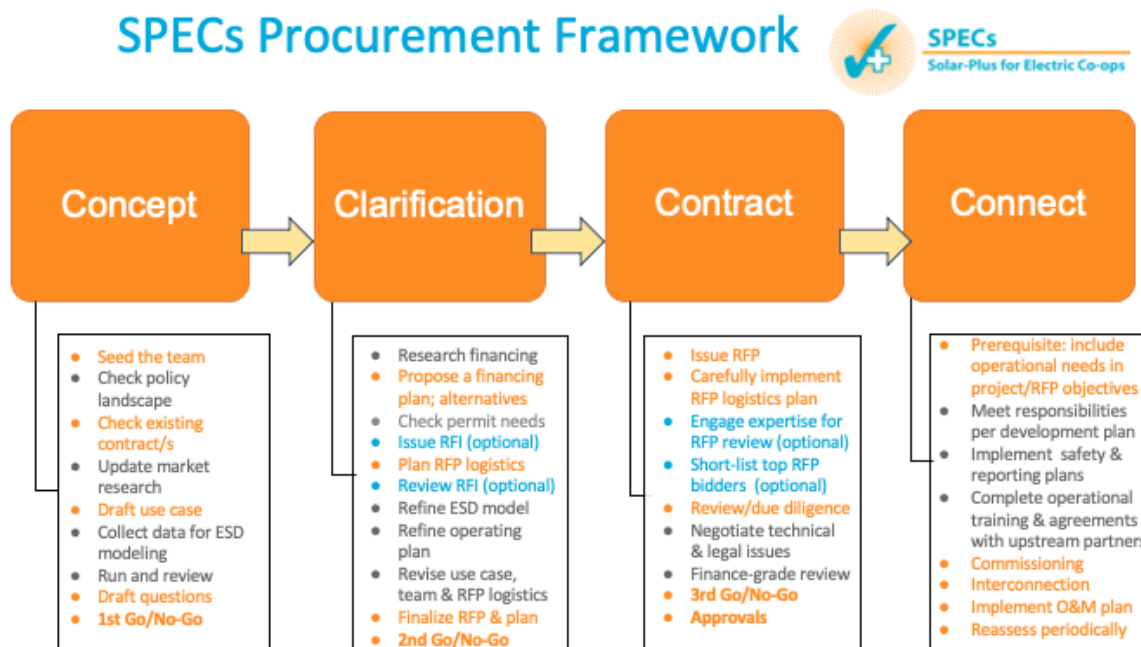 SPECs Procurement Framework
SPECs
Solar-Plus for Electric Co-ops
Concept
Clarification
Contract
Connect
● Seed the team
● Check policy
landscape
● Check existing
contract/s
● Update market
research
● Draft use case
● Collect data for ESD
modeling
● Run and review
● Draft questions
● 1st Go/No-Go
● Research financing
● Propose a financing
plan; alternatives
● Check permit needs
● Issue RFI (optional)
● Plan RFP logistics
● Review RFI (optional)
● Refine ESD model
● Refine operating
plan
● Revise use case,
team & RFP logistics
● Finalize RFP & plan
● 2nd Go/No-Go
● Issue RFP
● Carefully implement
RFP logistics plan
● Engage expertise for
RFP review (optional)
● Short-list top RFP
bidders (optional)
● Review/due diligence
● Negotiate technical
& legal issues
● Finance-grade review
● 3rd Go/No-Go
● Approvals
● Prerequisite: include
operational needs in
project/RFP objectives
● Meet responsibilities
per development plan
● Implement safety &
reporting plans
● Complete operational
training & agreements
with upstream partners
● Commissioning
● Interconnection
● Implement O&M plan
● Reassess periodically